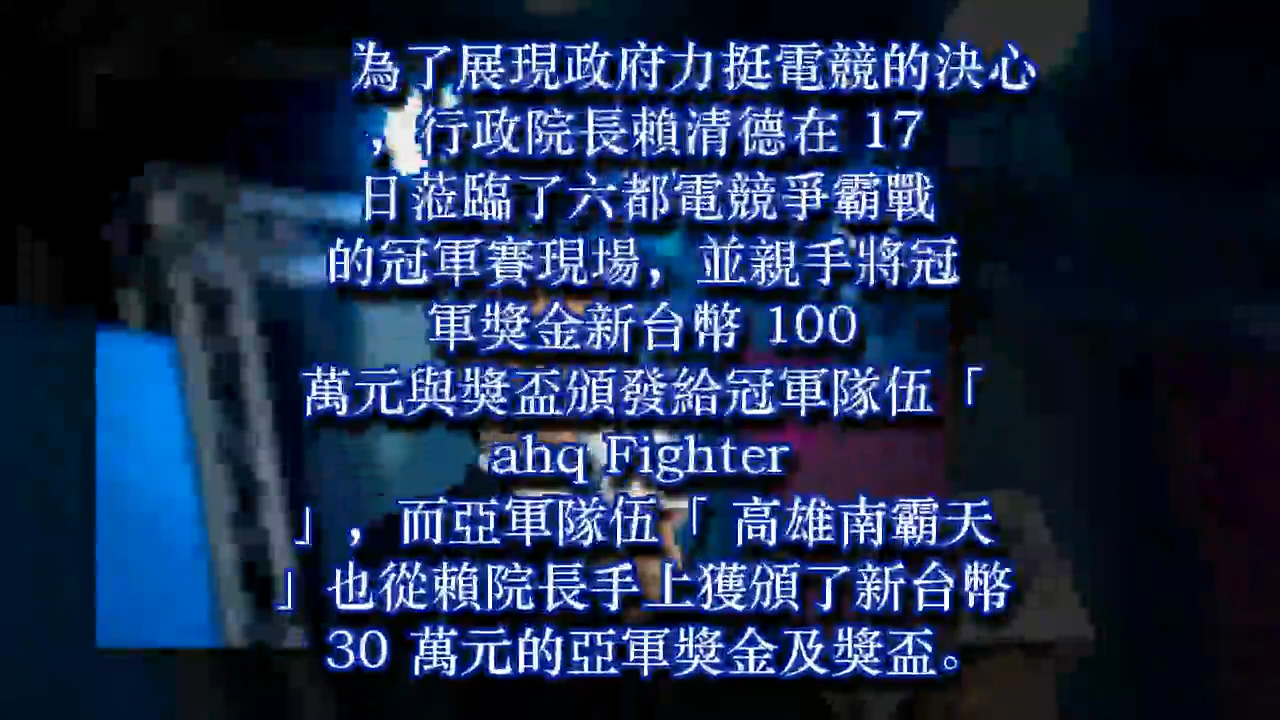 為了展現政府力挺電競的決心
，行政院長賴清德在 17
日蒞臨了六都電競爭霸戰
的冠軍賽現場，並親手將冠
軍獎金新台幣 100
萬元與獎盃頒發給冠軍隊伍「
ahq Fighter
」，而亞軍隊伍「 高雄南霸天
」也從賴院長手上獲頒了新台幣
30 萬元的亞軍獎金及獎盃。